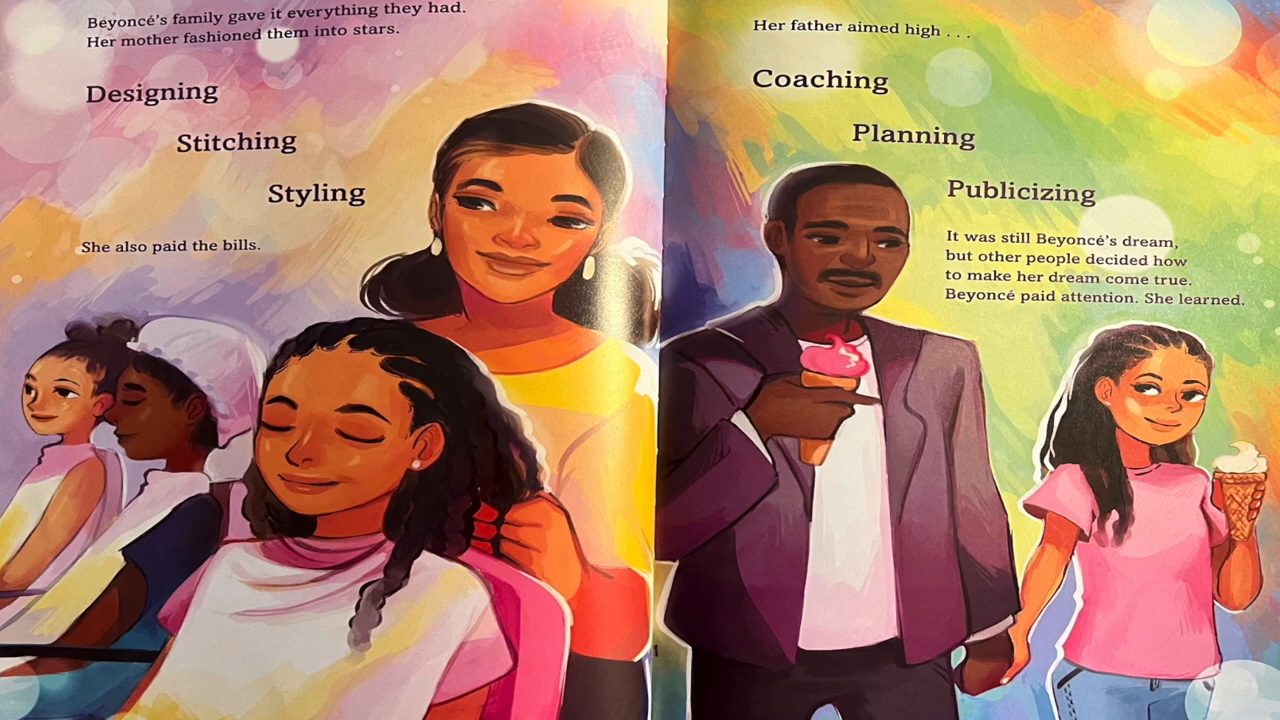 Beyoncé's family gave it everything they had.
Her mother fashioned them into stars.
Designing
Stitching
Styling
She also paid the bills.
Her father aimed high . . .
Coaching
Planning
Publicizing
It was still Beyoncé's dream,
but other people decided how
to make her dream come true.
Beyoncé paid attention. She learned.